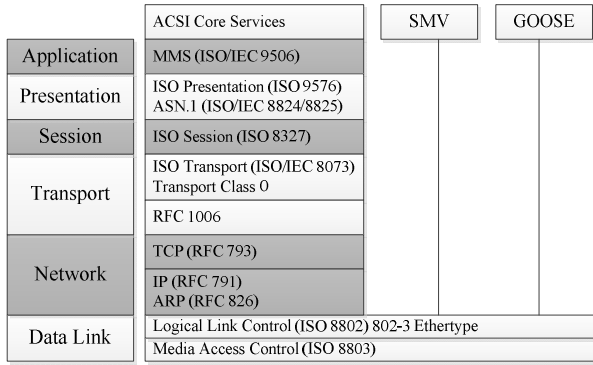 ACSI Core Services
SMV
GOOSE
Application
MMS (ISO/IEC 9506)
Presentation
ISO Presentation (ISO 9576)
ASN.1 (ISO/IEC 8824/8825)
Session
ISO Session (ISO 8327)
Transport
ISO Transport (ISO/IEC 8073)
Transport Class 0
RFC 1006
Network
TCP (RFC 793)
IP (RFC 791)
ARP (RFC 826)
Data Link
Logical Link Control (ISO 8802) 802-3 Ethertype
Media Access Control (ISO 8803)